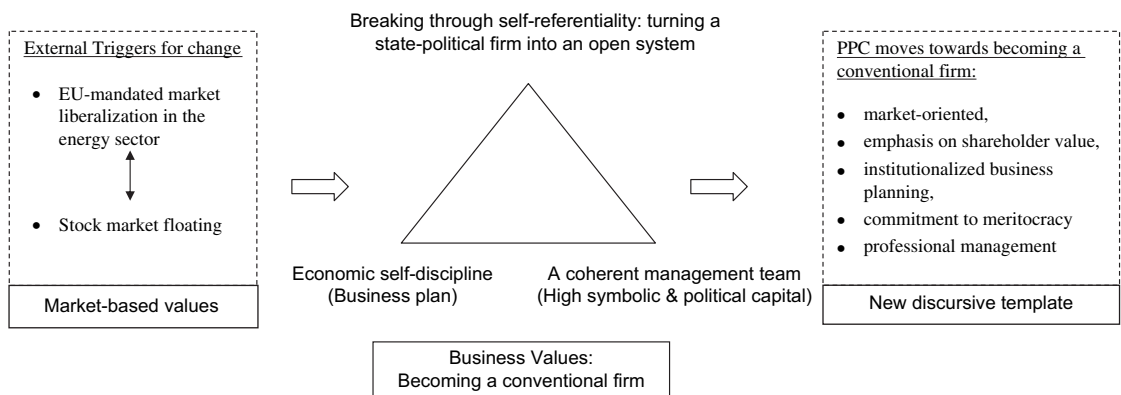 External Triggers for change
• EU-mandated market
liberalization in the
energy sector
• Stock market floating
Market-based values
Breaking through self-referentiality: turning a
state-political firm into an open system
Economic self-discipline
(Business plan)
A coherent management team
(High symbolic & political capital)
Business Values:
Becoming a conventional firm
PPC moves towards becoming a
conventional firm:
• market-oriented,
• emphasis on shareholder value,
• institutionalized business
planning,
• commitment to meritocracy
• professional management
New discursive template